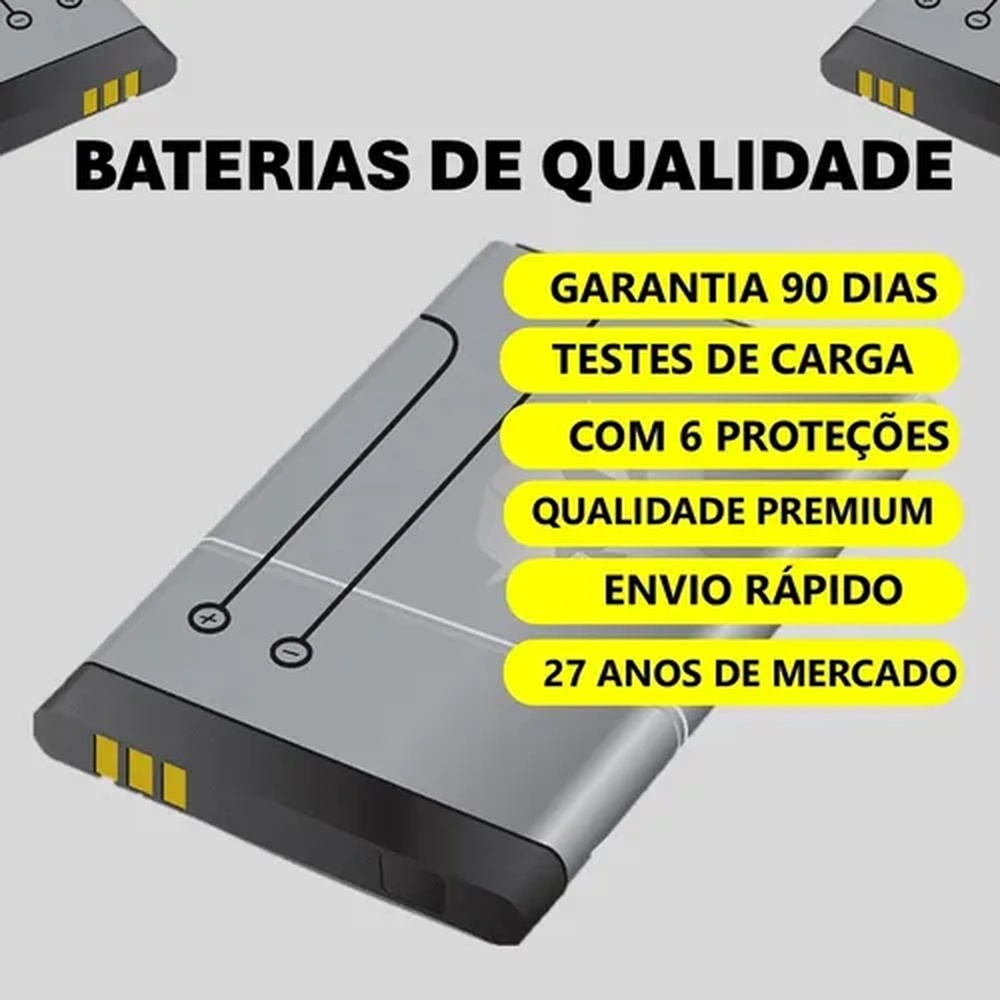 BATERIAS DE QUALIDADE
GARANTIA 90 DIAS
TESTES DE CARGA
COM 6 PROTEÇÕES
QUALIDADE PREMIUM
ENVIO RÁPIDO
27 ANOS DE MERCADO